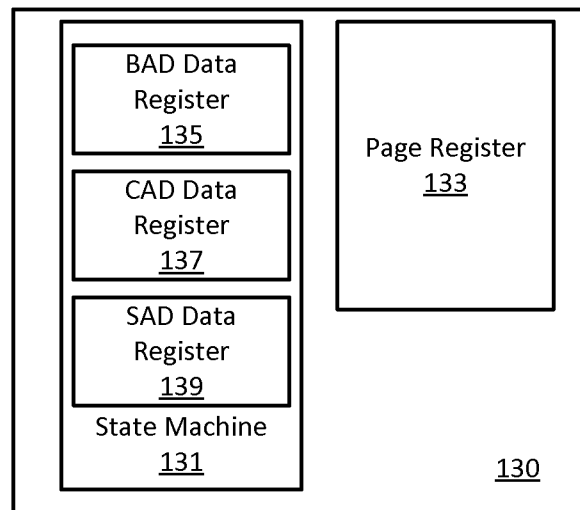 BAD Data
Register
135
CAD Data
Register
137
SAD Data
Register
139
State Machine
131
Page Register
133
130